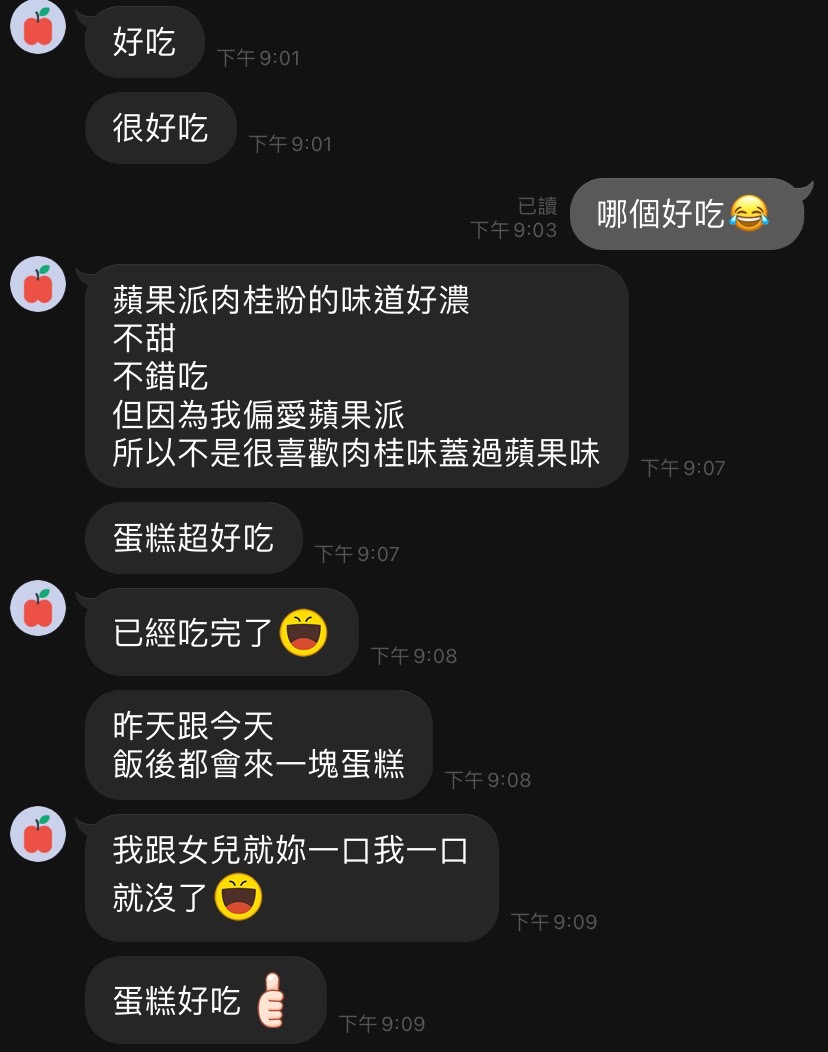 好吃
下午 9:01
很好吃
下午 9:01
哪個好吃😂
已讀
下午 9:03
蘋果派肉桂粉的味道好濃
不甜
不錯吃
但因為我偏愛蘋果派
所以不是很喜歡肉桂味蓋過蘋果味
下午 9:07
蛋糕超好吃
下午 9:07
已經吃完了
下午 9:08
昨天跟今天
飯後都會來一塊蛋糕
下午 9:08
我跟女兒就妳一口我一口
就沒了
下午 9:09
蛋糕好吃
下午 9:09